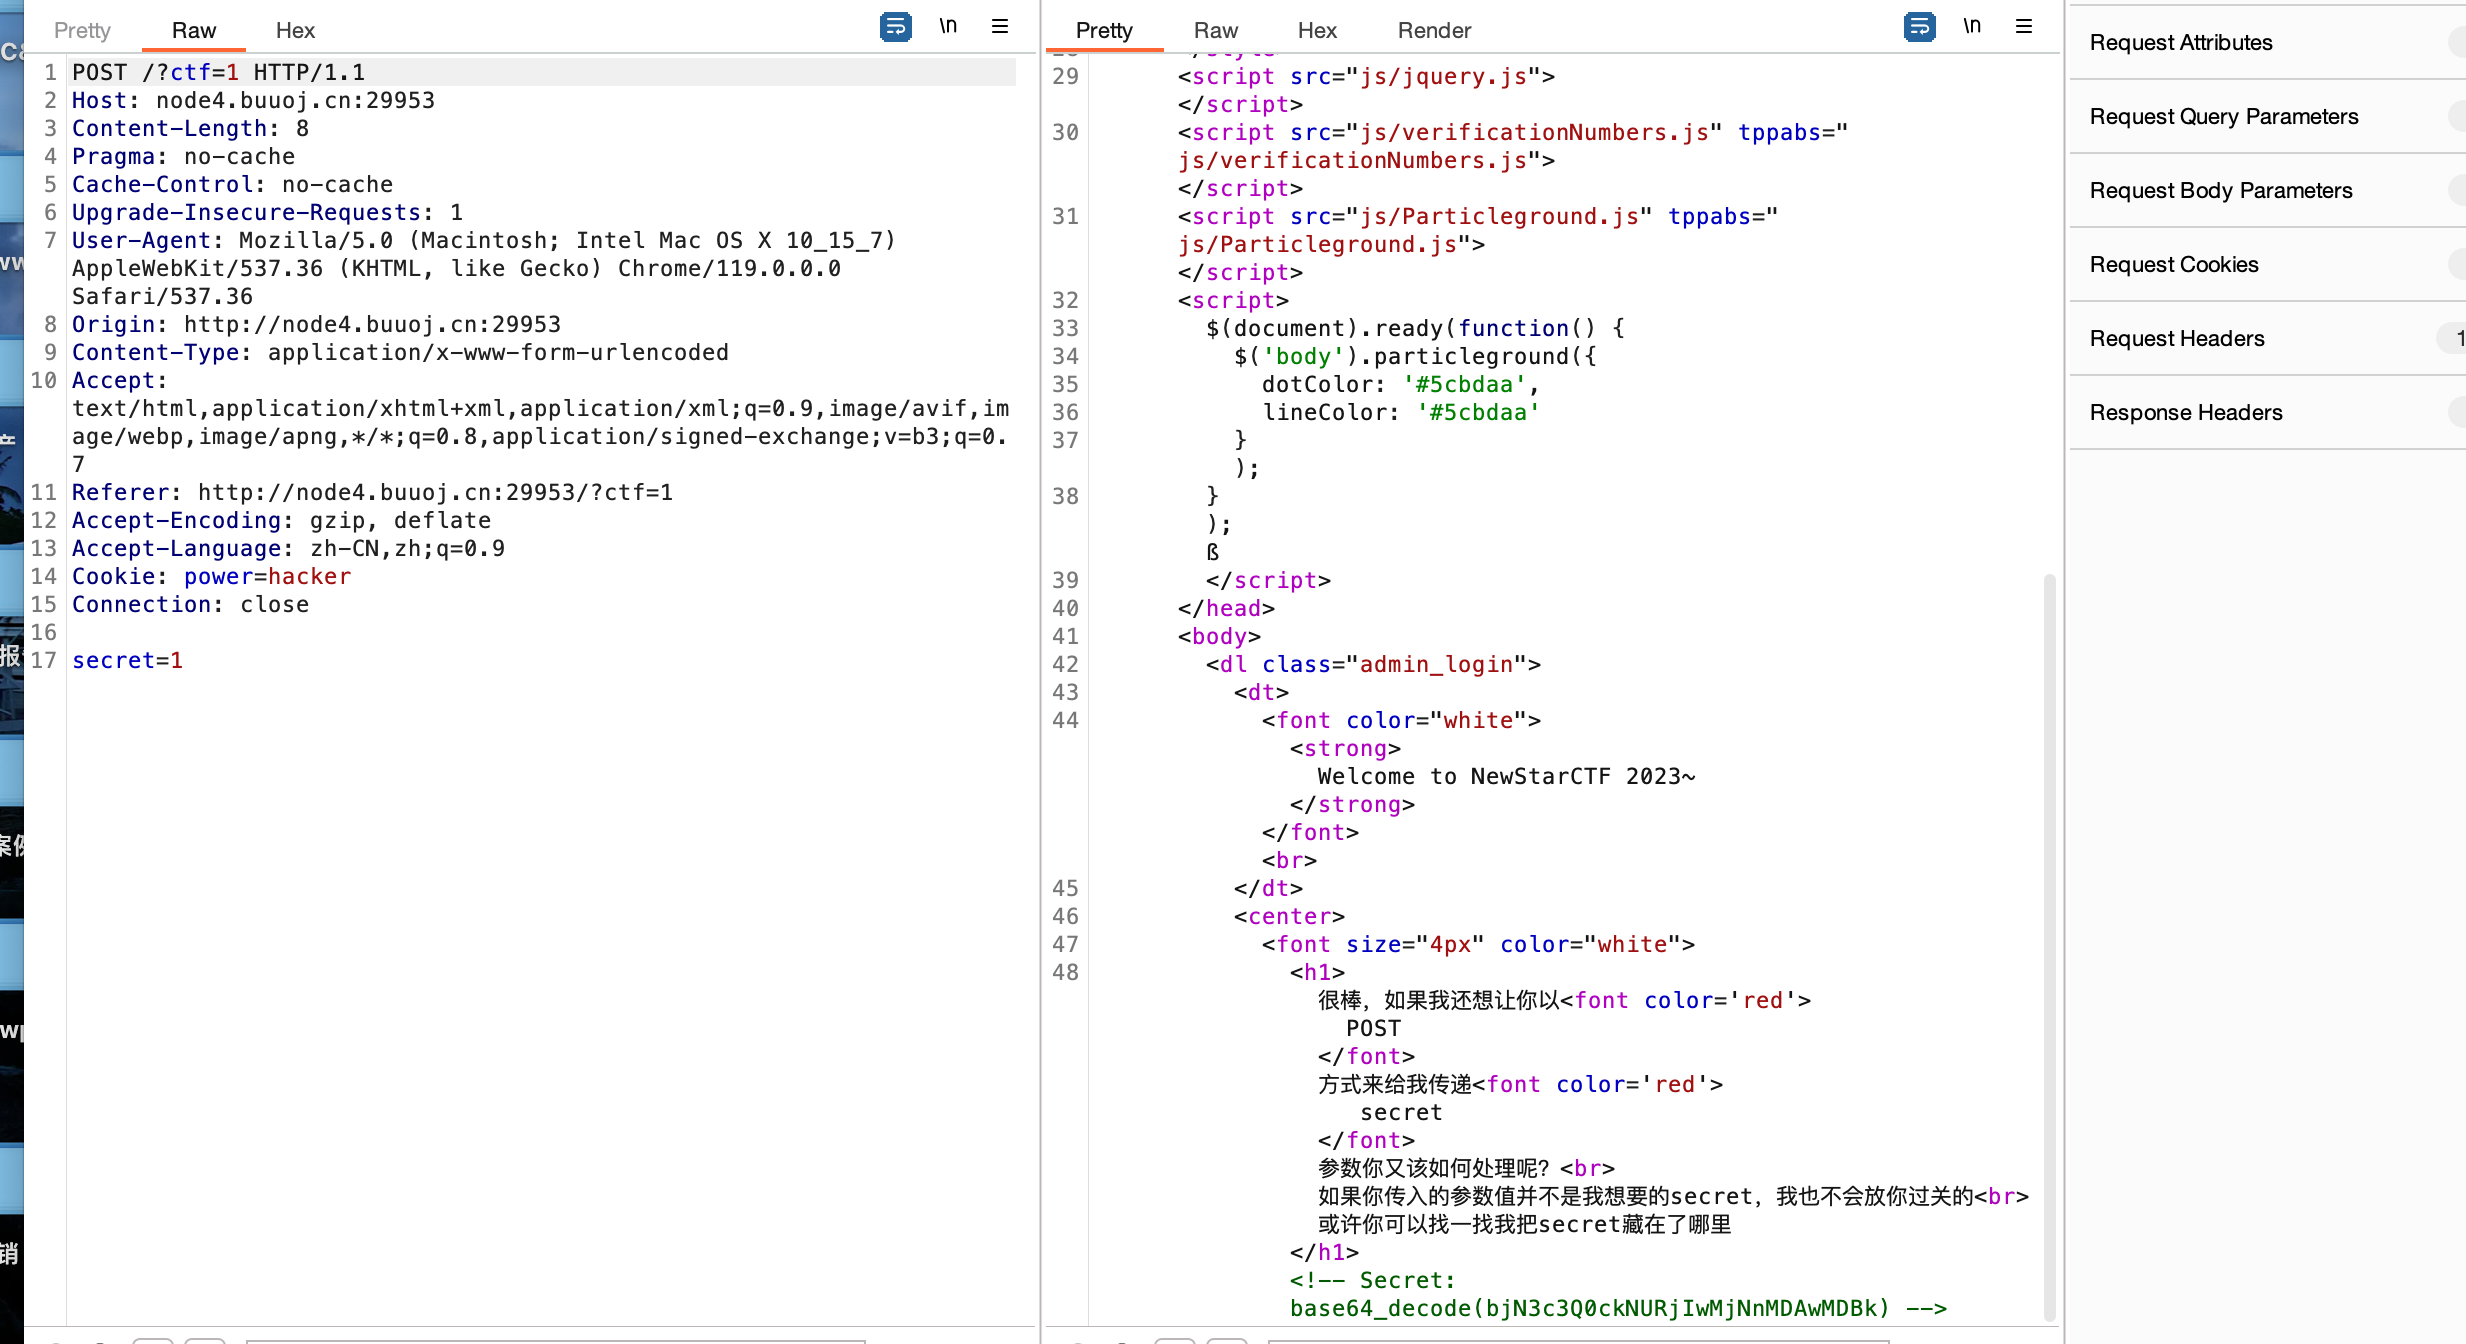 Pretty Raw Hex \n
1 POST /?ctf=1 HTTP/1.1
2 Host: node4.buuoj.cn:29953
3 Content-Length: 8
4 Pragma: no-cache
5 Cache-Control: no-cache
6 Upgrade-Insecure-Requests: 1
7 User-Agent: Mozilla/5.0 (Macintosh; Intel Mac OS X 10_15_7)
AppleWebKit/537.36 (KHTML, like Gecko) Chrome/119.0.0.0
Safari/537.36
8 Origin: http://node4.buuoj.cn:29953
9 Content-Type: application/x-www-form-urlencoded
10 Accept:
text/html,application/xhtml+xml,application/xml;q=0.9,image/avif,im
age/webp,image/apng,*/*;q=0.8,application/signed-exchange;v=b3;q=0.
7
11 Referer: http://node4.buuoj.cn:29953/?ctf=1
12 Accept-Encoding: gzip, deflate
13 Accept-Language: zh-CN,zh;q=0.9
14 Cookie: power=hacker
15 Connection: close
16
17 secret=1
Pretty Raw Hex Render \n
29 <script src="js/jquery.js">
</script>
30 <script src="js/verificationNumbers.js" tppabs="
js/verificationNumbers.js">
</script>
31 <script src="js/Particleground.js" tppabs="
js/Particleground.js">
</script>
32 <script>
33 $(document).ready(function() {
34 $('body').particleground({
35 dotColor: '#5cbdaa',
36 lineColor: '#5cbdaa'
37 }
);
38 }
);
ß
39 </script>
40 </head>
41 <body>
42 <dl class="admin_login">
43 <dt>
44 <font color="white">
<strong>
Welcome to NewStarCTF 2023~
</strong>
</font>
<br>
45 </dt>
46 <center>
47 <font size="4px" color="white">
48 <h1>
很棒，如果我还想让你以<font color='red'>
POST
</font>
方式来给我传递<font color='red'>
secret
</font>
参数你又该如何处理呢？<br>
如果你传入的参数值并不是我想要的secret，我也不会放你过关的<br>
或许你可以找一找我把secret藏在了哪里
</h1>
<!-- Secret:
base64_decode(bjN3c3Q0ckNURjIwMjNnMDAwMDBk) -->
Request Attributes
Request Query Parameters
Request Body Parameters
Request Cookies
Request Headers 1
Response Headers